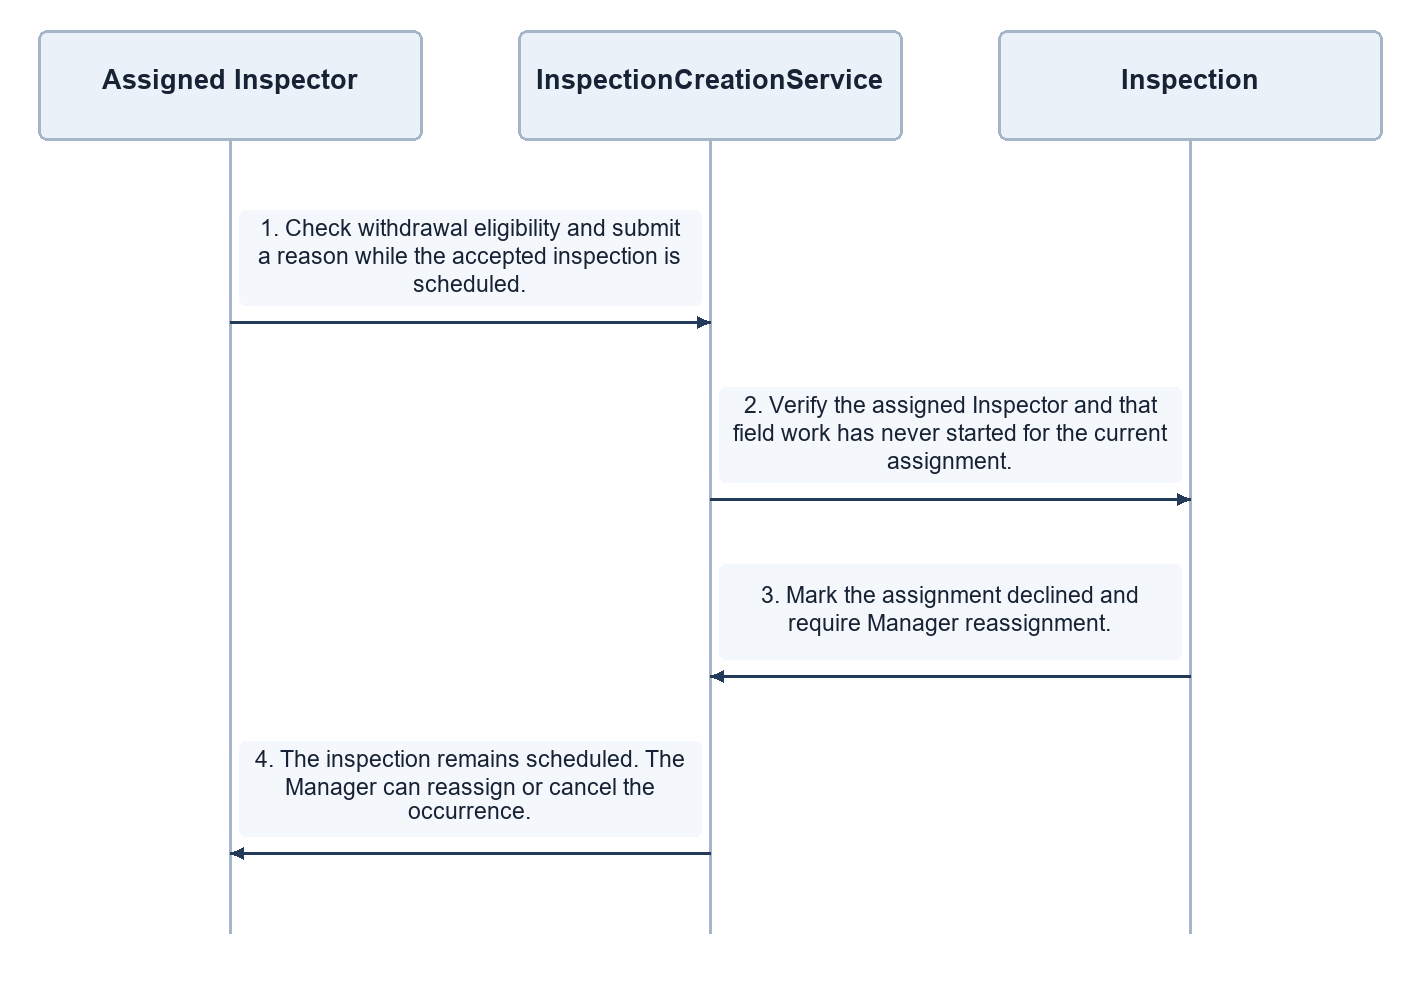 Assigned Inspector
InspectionCreationService
Inspection
1. Check withdrawal eligibility and submit
a reason while the accepted inspection is
scheduled.
2. Verify the assigned Inspector and that
field work has never started for the current
assignment.
3. Mark the assignment declined and
require Manager reassignment.
4. The inspection remains scheduled. The
Manager can reassign or cancel the
occurrence.